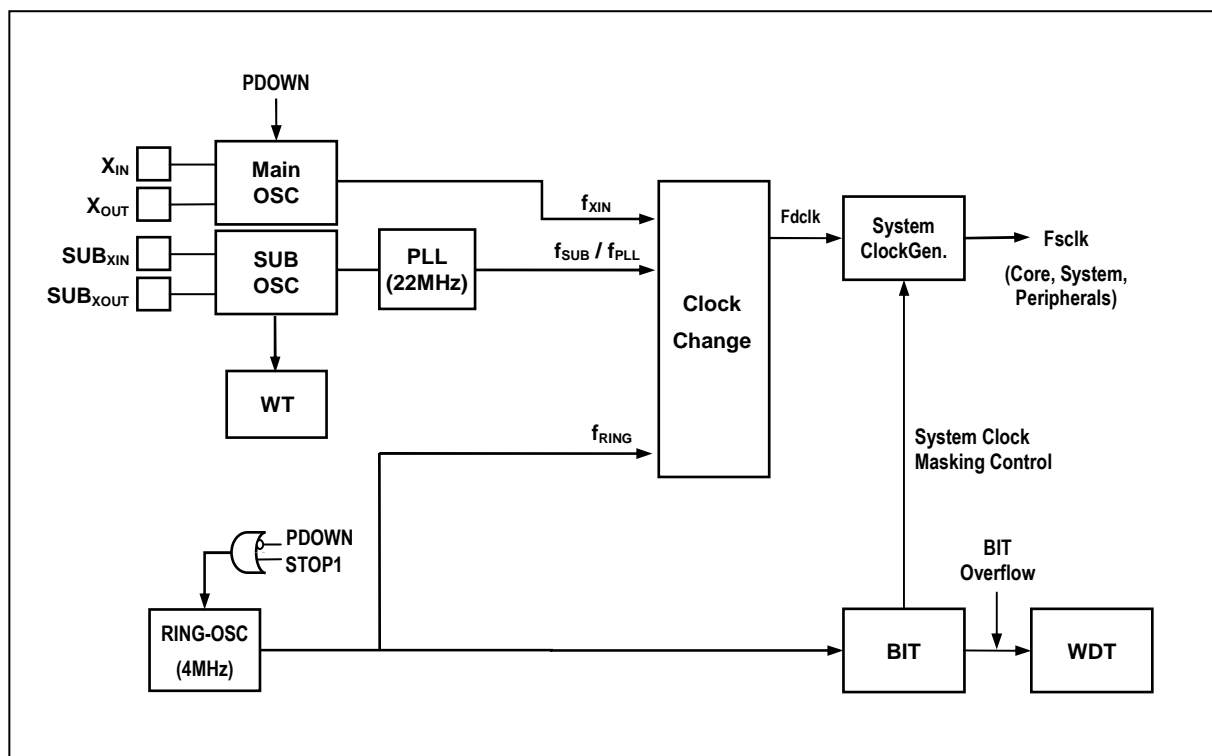 PDOWN
XIN
XOUT
Main
OSC
SUBXIN
SUBXOUT
SUB
OSC
PLL
(22MHz)
WT
fXIN
fSUB / fPLL
fRING
Clock
Change
Fdclk
System
ClockGen.
Fsclk
(Core, System,
Peripherals)
System Clock
Masking Control
PDOWN
STOP1
RING-OSC
(4MHz)
BIT
BIT
Overflow
WDT